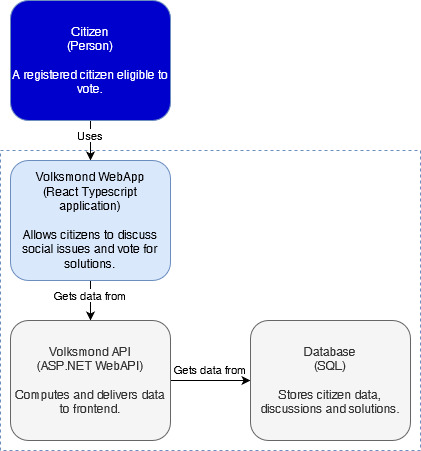 Citizen
(Person)
A registered citizen eligible to
vote.
Uses
Volksmond WebApp
(React Typescript
application)
Allows citizens to discuss
social issues and vote for
solutions.
Gets data from
Volksmond API
(ASP.NET WebAPI)
Computes and delivers data
to frontend.
Gets data from
Database
(SQL)
Stores citizen data,
discussions and solutions.